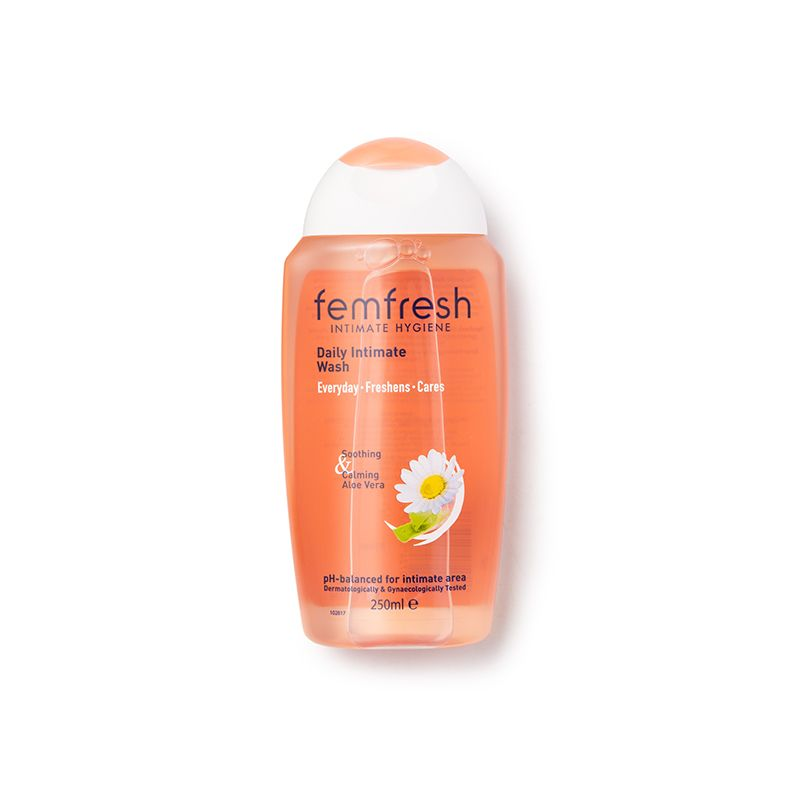 femfresh
INTIMATE HYGIENE
Daily Intimate
Wash
Everyday·Freshens·Cares
Soothing
&
Calming
Aloe Vera
pH-balanced for intimate area
Dermatologically & Gynaecologically Tested
250ml e
102817